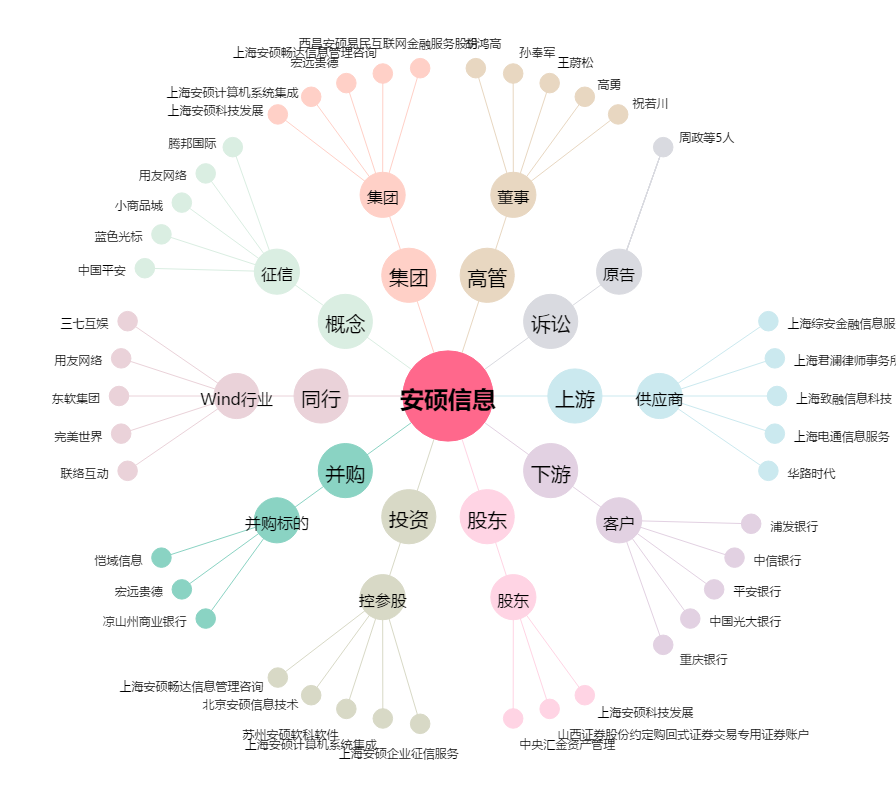 西昌安硕易民互联网金融服务股份
胡鸿高
上海安硕畅达信息管理咨询
孙奉军
宏远贵德
王蔚松
高勇
上海安硕计算机系统集成
祝若川
上海安硕科技发展
周政等5人
腾邦国际
用友网络
集团
董事
小商品城
蓝色光标
中国平安
征信
集团
高管
原告
概念
诉讼
三七互娱
上海综安金融信息服
用友网络
上海君澜律师事务所
东软集团
Wind行业
同行
安硕信息
上游
供应商
上海致融信息科技
完美世界
上海电通信息服务
联络互动
并购
下游
华路时代
并购标的
投资
股东
客户
浦发银行
恺域信息
中信银行
宏远贵德
平安银行
控参股
股东
凉山州商业银行
中国光大银行
重庆银行
上海安硕畅达信息管理咨询
北京安硕信息技术
上海安硕科技发展
苏州安硕软科软件
山西证券股份约定购回式证券交易专用证券账户
上海安硕计算机系统集成
中央汇金资产管理
上海安硕企业征信服务